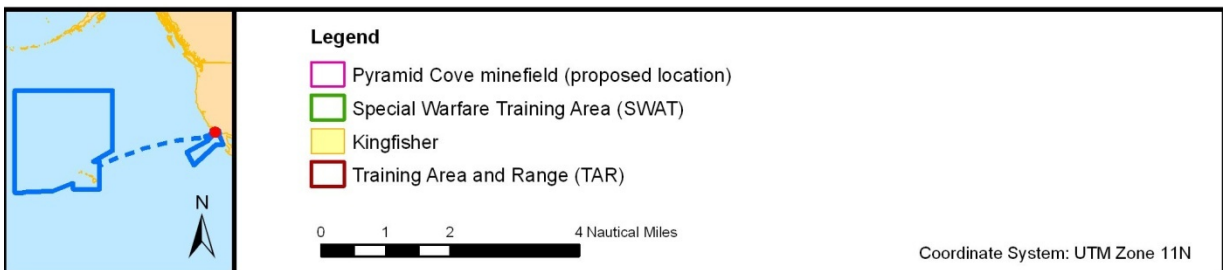 Legend
Pyramid Cove minefield (proposed location)
Special Warfare Training Area (SWAT)
Kingfisher
Training Area and Range (TAR)
N
0 1 2 4 Nautical Miles
Coordinate System: UTM Zone 11N